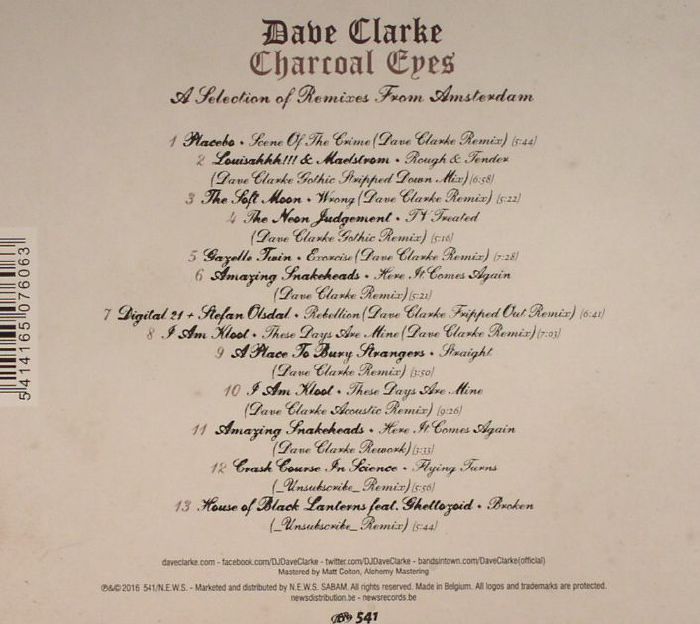 Dave Clarke
Charcoal Eyes
A Selection of Remixes From Amsterdam
1 Placebo • Scene Of The Crime (Dave Clarke Remix) [5:44]
2 Louisahhh!!! & Maelstrom • Rough & Tender
(Dave Clarke Gothic Stripped Down Mix) [6:58]
3 The Soft Moon • Wrong (Dave Clarke Remix) [5:22]
4 The Neon Judgement • TV Treated
(Dave Clarke Gothic Remix) [5:16]
5 Gazelle Twin • Exorcise (Dave Clarke Remix) [7:28]
6 Amazing Snakeheads • Here It Comes Again
(Dave Clarke Remix) [5:21]
7 Digital 21 + Stefan Olsdal • Rebellion (Dave Clarke Fripped Out Remix) [6:41]
8 I Am Kloot • These Days Are Mine (Dave Clarke Remix) [7:03]
9 A Place To Bury Strangers • Straight
(Dave Clarke Remix) [3:50]
10 I Am Kloot • These Days Are Mine
(Dave Clarke Acoustic Remix) [9:26]
11 Amazing Snakeheads • Here It Comes Again
(Dave Clarke Rework) [3:33]
12 Crash Course In Science • Flying Turns
(_Unsubscribe_ Remix) [5:56]
13 House of Black Lanterns feat. Ghettozoid • Broken
(_Unsubscribe_ Remix) [5:44]
5414165076063
daveclarke.com - facebook.com/DJDaveClarke - twitter.com/DJDaveClarke - bandsintown.com/DaveClarke(official)
Mastered by Matt Colton, Alchemy Mastering
℗&© 2016 541/N.E.W.S. - Marketed and distributed by N.E.W.S. SABAM. All rights reserved. Made in Belgium. All logos and trademarks are protected.
newsdistribution.be - newsrecords.be
541